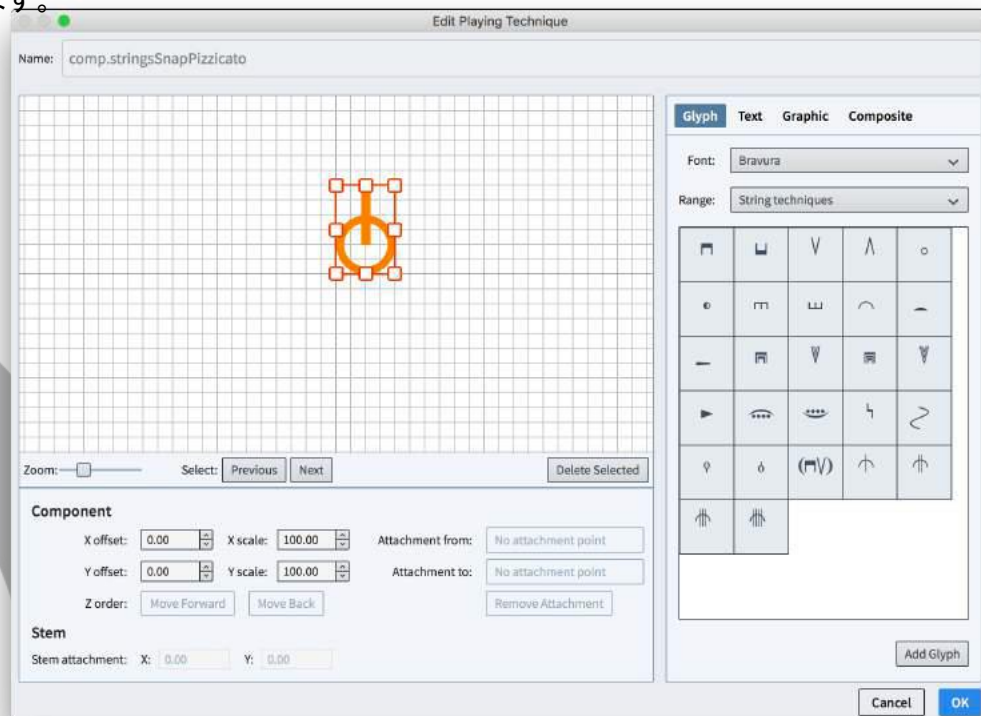 す。
Edit Playing Technique
Name: comp.stringsSnapPizzicato
Glyph Text Graphic Composite
Font: Bravura
Range: String techniques
Zoom: Select: Previous Next Delete Selected
Component
X offset: 0.00 X scale: 100.00 Attachment from: No attachment point
Y offset: 0.00 Y scale: 100.00 Attachment to: No attachment point
Z order: Move Forward Move Back Remove Attachment
Stem
Stem attachment: X: 0.00 Y: 0.00
Add Glyph
Cancel OK